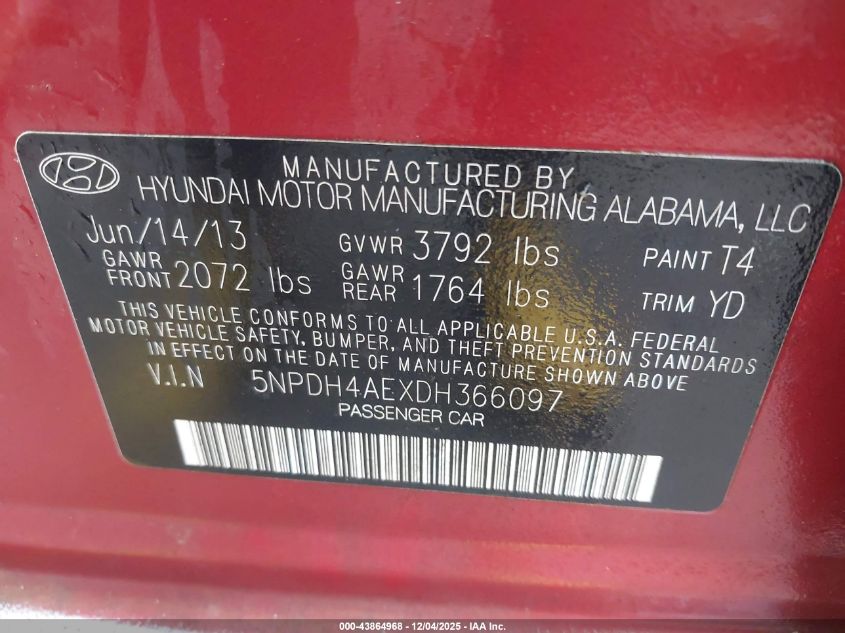 MANUFACTURED BY
HYUNDAI MOTOR MANUFACTURING ALABAMA, LLC
Jun/14/13 GVWR 3792 lbs PAINT T4
GAWR FRONT 2072 lbs GAWR REAR 1764 lbs TRIM YD
THIS VEHICLE CONFORMS TO ALL APPLICABLE U.S.A. FEDERAL
MOTOR VEHICLE SAFETY, BUMPER, AND THEFT PREVENTION STANDARDS
IN EFFECT ON THE DATE OF MANUFACTURE SHOWN ABOVE
V.I.N 5NPDH4AEXDH366097
PASSENGER CAR
000-43864968 - 12/04/2025 - IAA Inc.